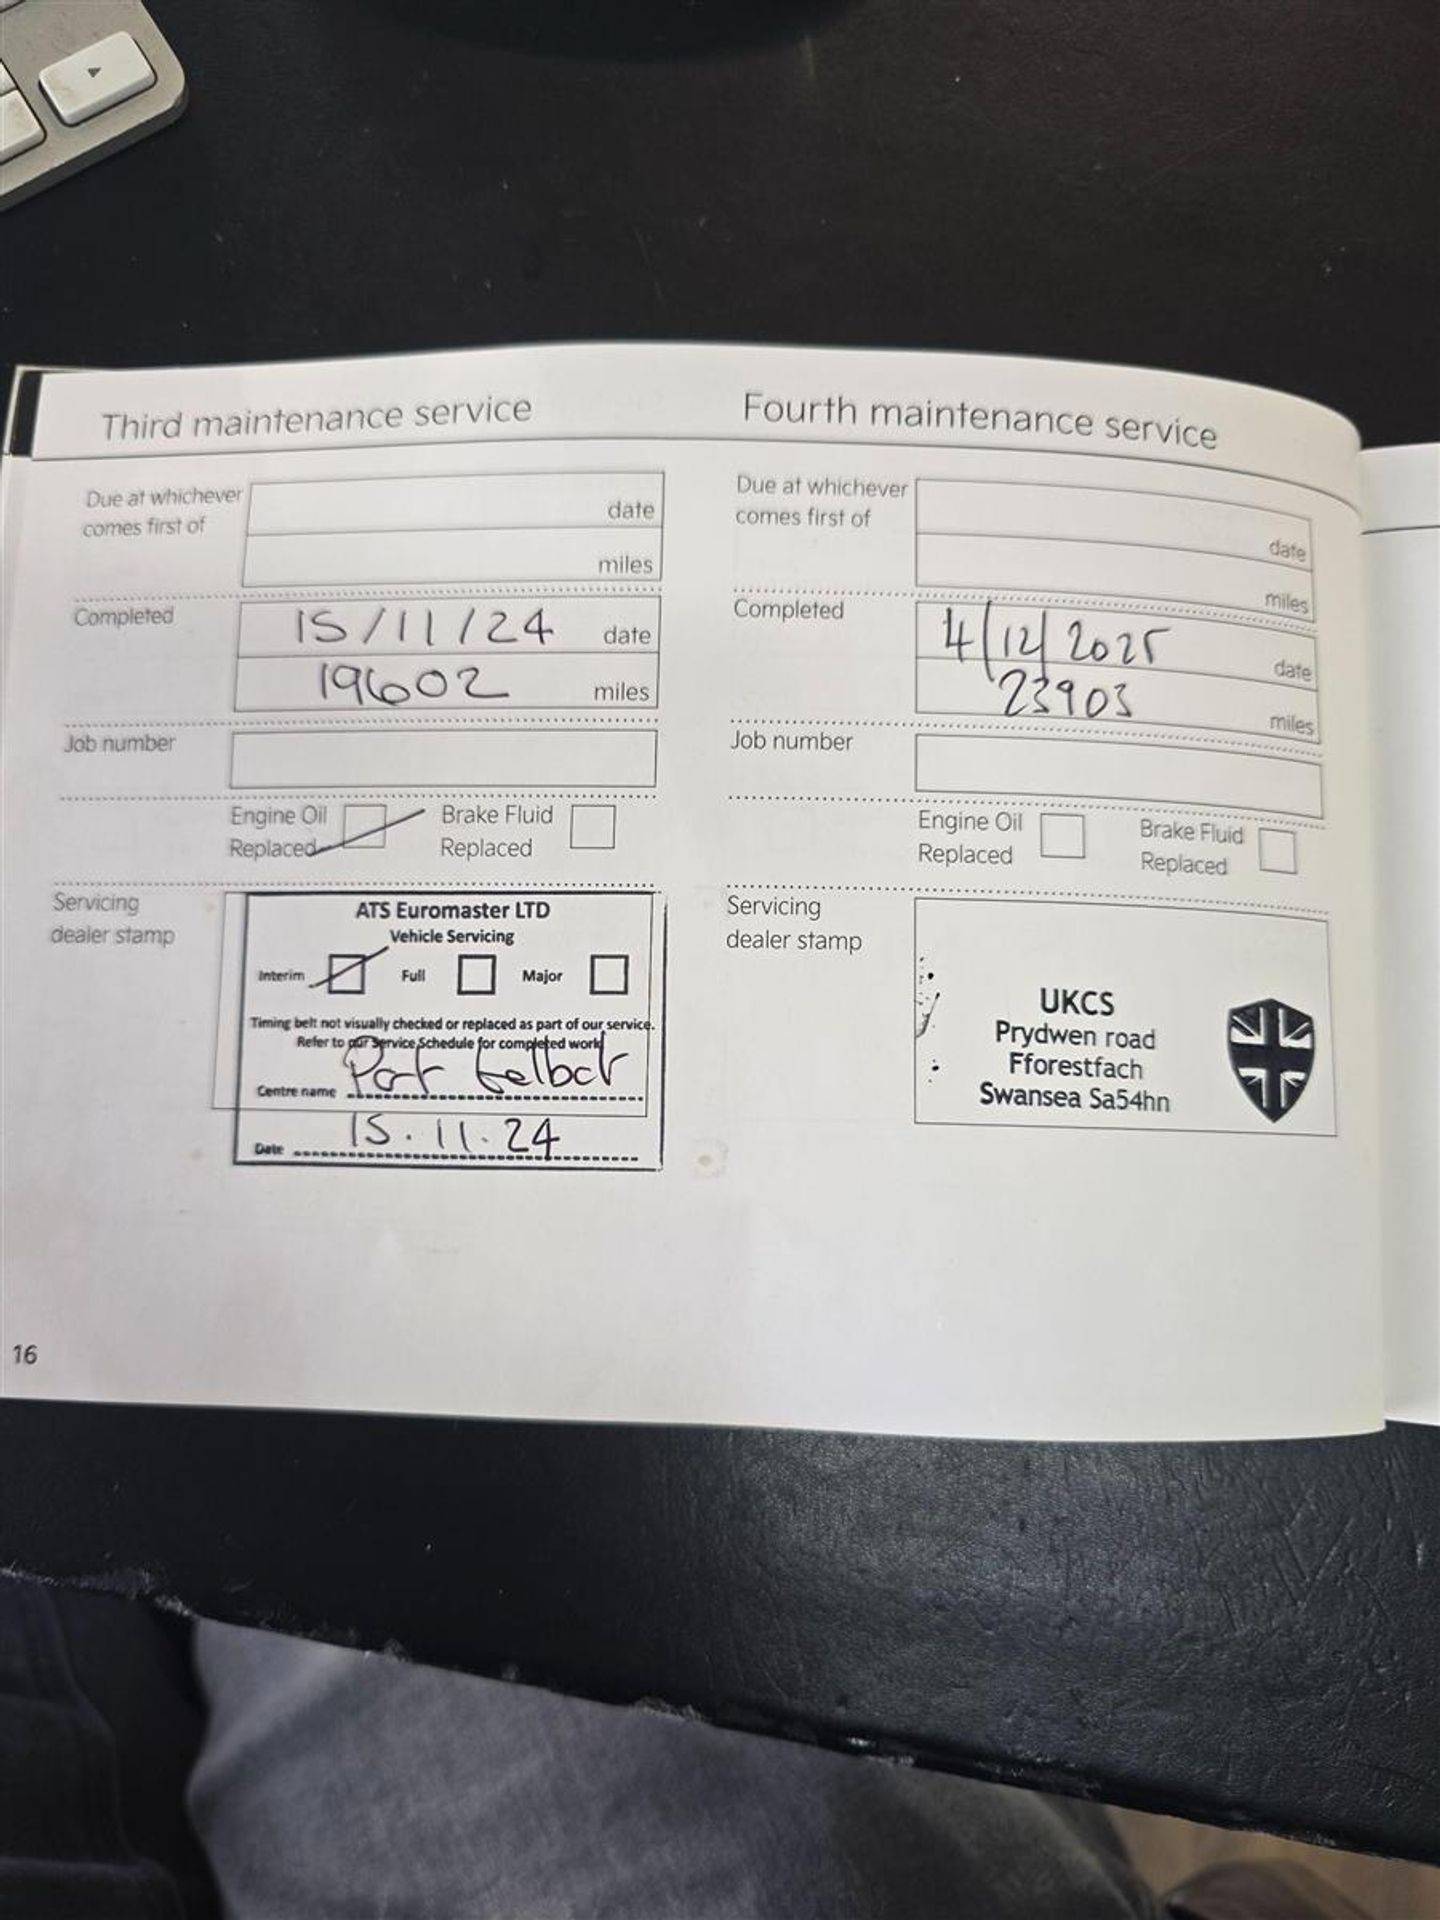 Third maintenance service
Due at whichever
comes first of
date
miles
Completed
15/11/24 date
19602 miles
Job number
Engine Oil
Replaced
Brake Fluid
Replaced
Servicing
dealer stamp
ATS Euromaster LTD
Vehicle Servicing
Interim Full Major
Timing belt not visually checked or replaced as part of our service.
Refer to our Service Schedule for completed work
Centre name Port telbot
Date 15.11.24
16
Fourth maintenance service
Due at whichever
comes first of
date
miles
Completed
4/12/2025 date
23903 miles
Job number
Engine Oil
Replaced
Brake Fluid
Replaced
Servicing
dealer stamp
UKCS
Prydwen road
Fforestfach
Swansea Sa54hn